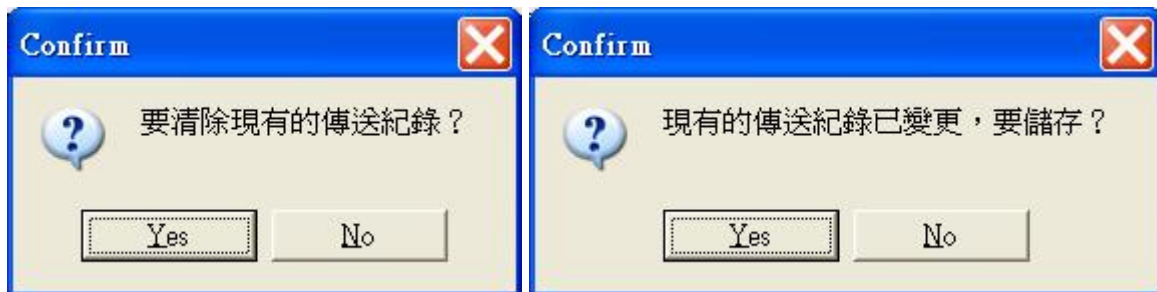 Confirm
要清除現有的傳送紀錄？
Yes
No
Confirm
現有的傳送紀錄已變更，要儲存？
Yes
No